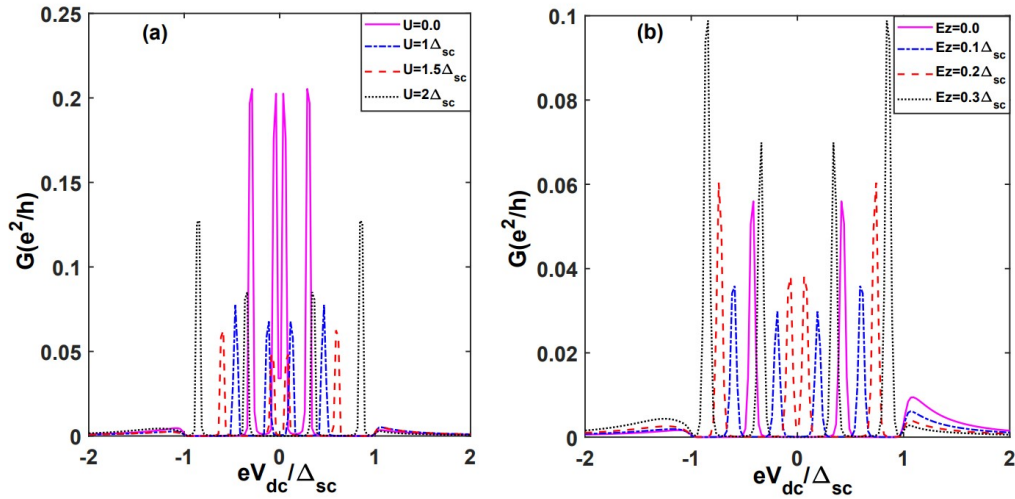 (a)
U=0.0
U=1Δsc
U=1.5Δsc
U=2Δsc
G(e²/h)
0.25
0.2
0.15
0.1
0.05
0
-2
-1
0
1
2
eVdc/Δsc
(b)
Ez=0.0
Ez=0.1Δsc
Ez=0.2Δsc
Ez=0.3Δsc
G(e²/h)
0.1
0.08
0.06
0.04
0.02
0
-2
-1
0
1
2
eVdc/Δsc